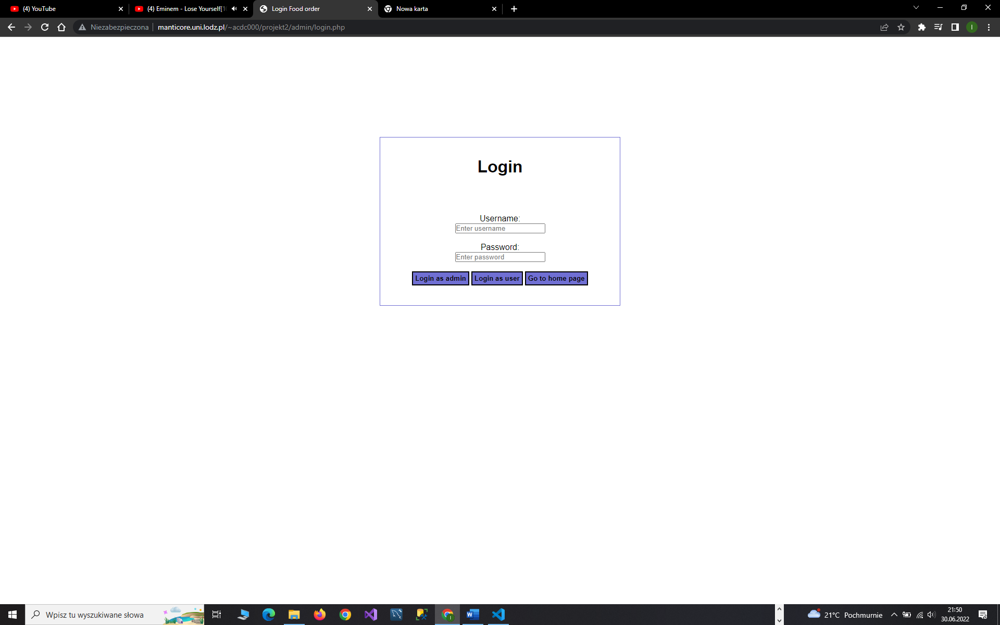 (4) YouTube
(4) Eminem - Lose Yourself
Login Food order
Nowa karta
Niezabezpieczona
manticore.uni.lodz.pl/~acdc000/projekt2/admin/login.php
I
Login
Username:
Enter username
Password:
Enter password
Login as admin
Login as user
Go to home page
Wpisz tu wyszukiwane słowa
21°C Pochmurnie
21:50
30.06.2022